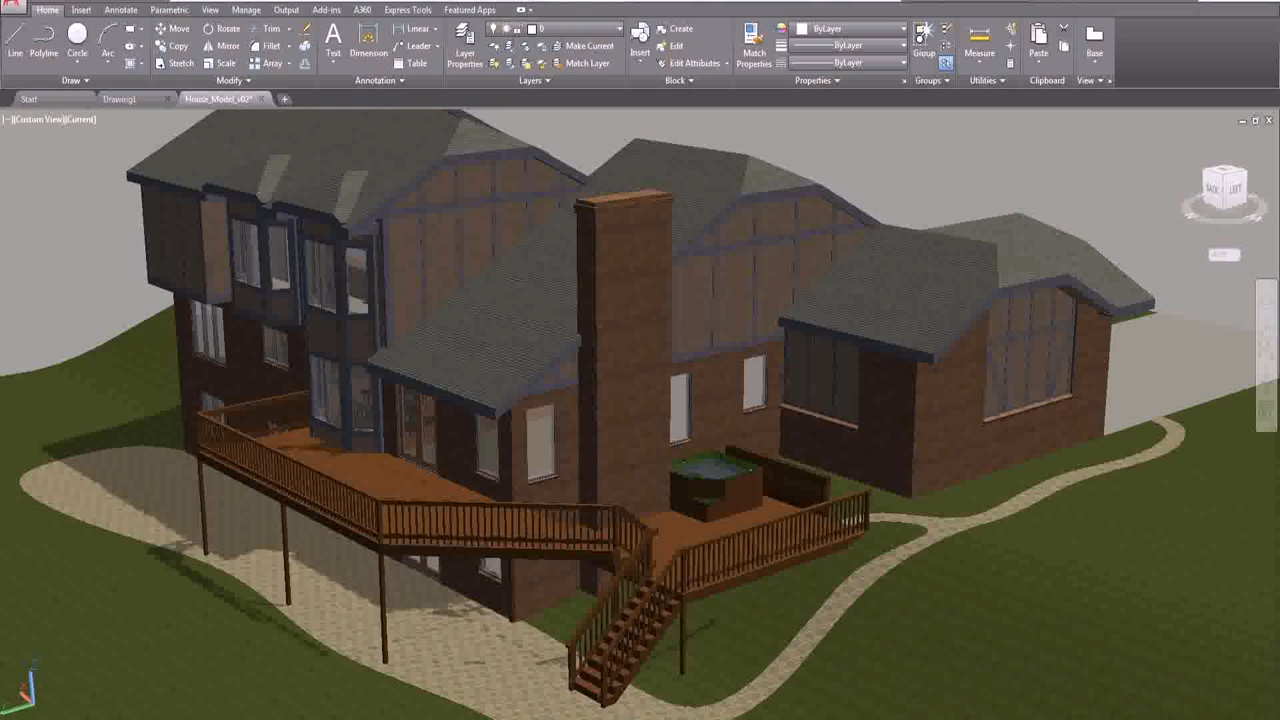 Home Insert Annotate Parametric View Manage Output Add-ins A360 Express Tools Featured Apps
Line Polyline Circle Arc
Move Rotate Trim
Copy Mirror Fillet
Stretch Scale Array
Text Dimension
Linear
Leader
Table
Layer Properties
0
Make Current
Match Layer
Insert
Create
Edit
Edit Attributes
Match Properties
ByLayer
ByLayer
ByLayer
Group
Measure
Paste
Base
Draw Modify Annotation Layers Block Properties Groups Utilities Clipboard View
Start Drawing1 House_Model_v02*
[−][Custom View][Current]
BACK LEFT